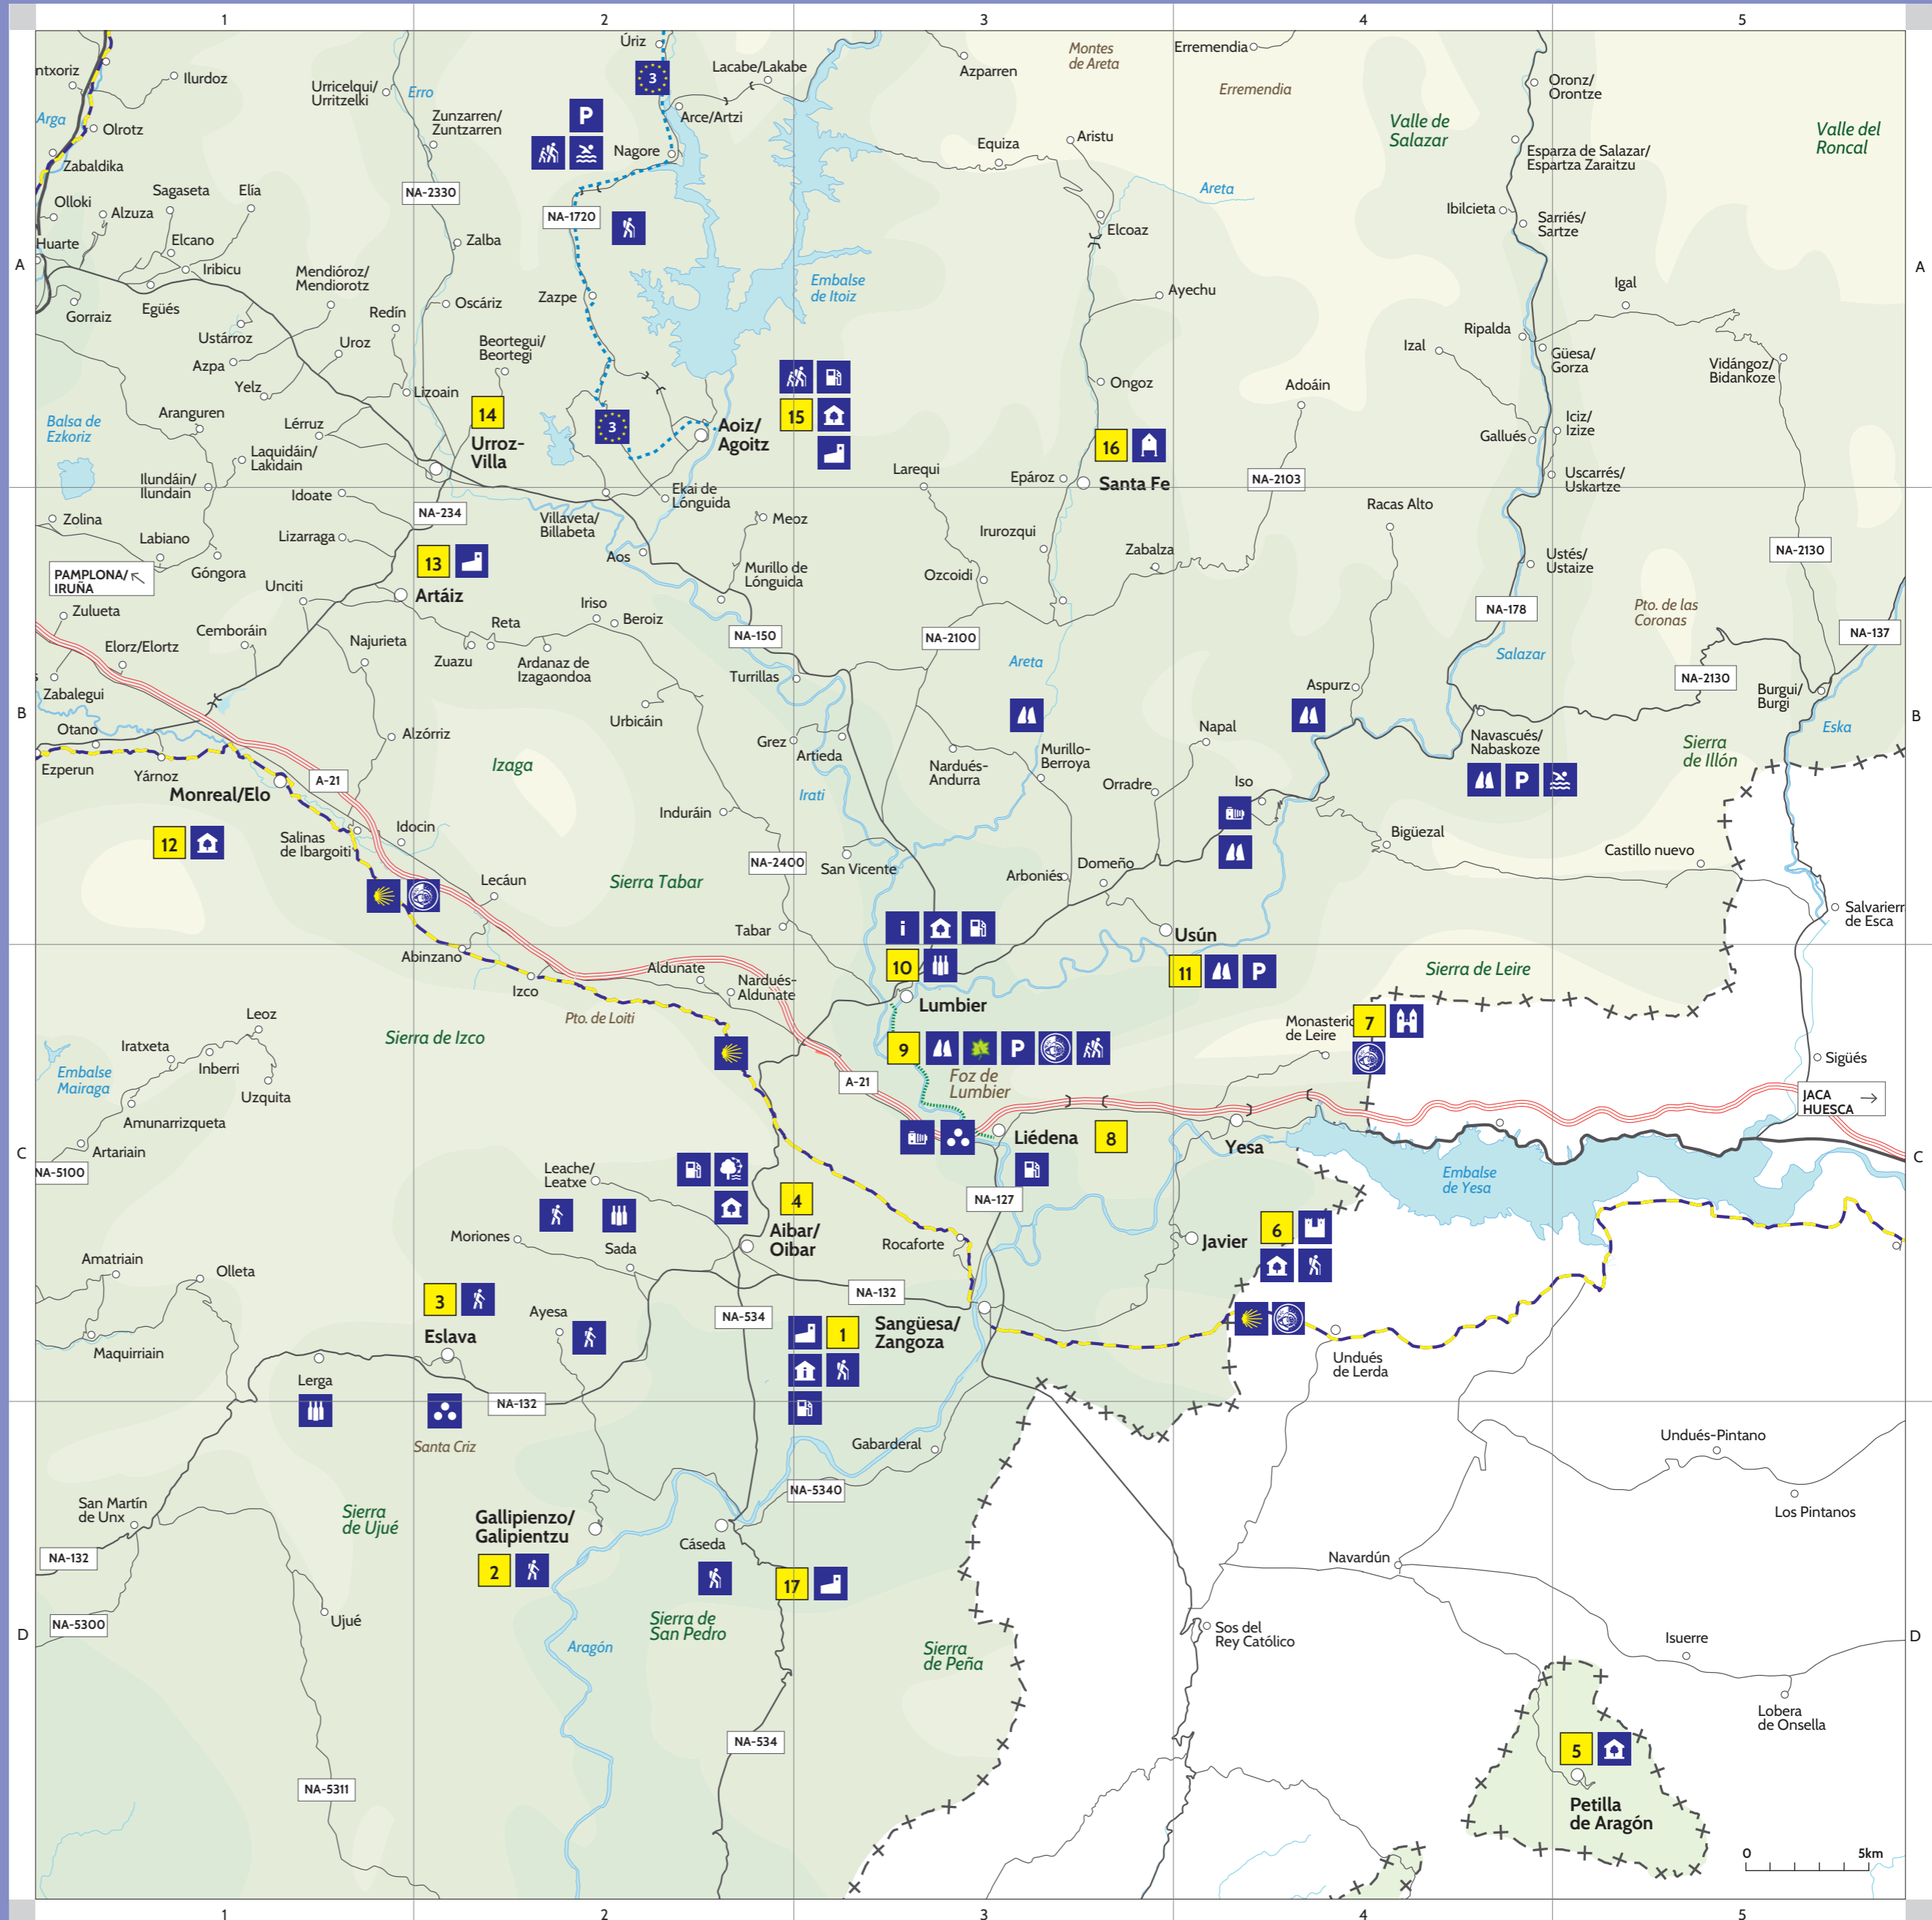 1
2
3
4
5
Úriz
Montes
de Areta
Erremendia
ntxoriz
Ilurdoz
Urricelqui/
Urritzelki
Erro
3
Lacabe/Lakabe
Azparren
Erremendia
Oronz/
Orontze
Arga
Olrotz
Zunzarren/
Zuntzarren
P
Arce/Artzi
Valle de
Salazar
Valle del
Roncal
Zabaldika
Nagore
Equiza
Aristu
Esparza de Salazar/
Espartza Zaraitzu
Olloki
Alzuza
Sagaseta
Elía
NA-2330
NA-1720
Areta
Ibilcieta
Sarriés/
Sartze
Huarte
Elcano
Iribicu
Zalba
Elcoaz
A
A
Mendióroz/
Mendiorotz
Egüés
Gorraiz
Oscáriz
Zazpe
Embalse
de Itoiz
Ayechu
Igal
Ustárroz
Redín
Uroz
Azpa
Yelz
Beortegui/
Beortegi
Izal
Ripalda
Güesa/
Gorza
Vidángoz/
Bidankoze
Lizoain
Ongoz
Adoáin
Balsa de
Ezkoriz
Aranguren
Lérruz
14
Urroz-
Villa
3
Aoiz/
Agoitz
15
16
Santa Fe
Gallués
Iciz/
Izize
Laquidáin/
Lakidain
Ilundáin/
Ilundain
Idoate
Larequi
Epároz
NA-2103
Uscarrés/
Uskartze
Ekai de
Lónguida
Zolina
NA-234
Villaveta/
Billabeta
Meoz
Racas Alto
Labiano
Lizarraga
Irurozqui
Zabalza
NA-2130
PAMPLONA/
IRUÑA
Góngora
13
Aos
Murillo de
Lónguida
Ozcoidi
Ustés/
Ustaize
Unciti
Artáiz
Zulueta
Cemboráin
Najurieta
Reta
Iriso
Beroiz
NA-150
NA-2100
NA-178
Pto. de las
Coronas
NA-137
Elorz/Elortz
Zuazu
Ardanaz de
Izagaondoa
Turrillas
Areta
Salazar
NA-2130
Zabalegui
Aspurz
Burgui/
Burgi
B
B
Otano
Urbicáin
Alzórriz
Grez
Artieda
Napal
Navascués/
Nabaskoze
P
Sierra
de Illón
Eska
Ezperun
Yárnoz
Monreal/Elo
A-21
Izaga
Irati
Nardués-
Andurra
Murillo-
Berroya
Orradre
Iso
12
Salinas
de Ibargoiti
Idocin
Induráin
Bigüezal
Castillo nuevo
Sierra Tabar
NA-2400
San Vicente
Arboniés
Domeño
Lecáun
Salvarierr
de Esca
Tabar
i
Usún
Abinzano
Izco
Aldunate
Nardués-
Aldunate
10
Lumbier
11
P
Sierra de Leire
Leoz
Sierra de Izco
Pto. de Loiti
Monasterio
de Leire
7
Iratxeta
Inberri
Embalse
Mairaga
Uzquita
9
P
Foz de
Lumbier
A-21
Sigüés
Amunarrizqueta
JACA
HUESCA
Artariain
Liédena
8
Yesa
C
C
NA-5100
Leache/
Leatxe
NA-127
Embalse
de Yesa
4
Aibar/
Oibar
Moriones
Sada
Rocaforte
Javier
6
Amatriain
Olleta
NA-132
3
Eslava
Ayesa
NA-534
1
Sangüesa/
Zangoza
i
Maquirriain
Lerga
Undués
de Lerda
NA-132
Santa Criz
Gabarderal
Undués-Pintano
NA-5340
San Martín
de Unx
Sierra
de Ujué
Gallipienzo/
Galipientzu
Cáseda
Los Pintanos
NA-132
2
17
Navardún
NA-5300
Ujué
Sierra de
San Pedro
Aragón
Sierra
de Peña
Sos del
Rey Católico
Isuerre
D
D
Lobera
de Onsella
NA-534
5
NA-5311
Petilla
de Aragón
0
5km
1
2
3
4
5